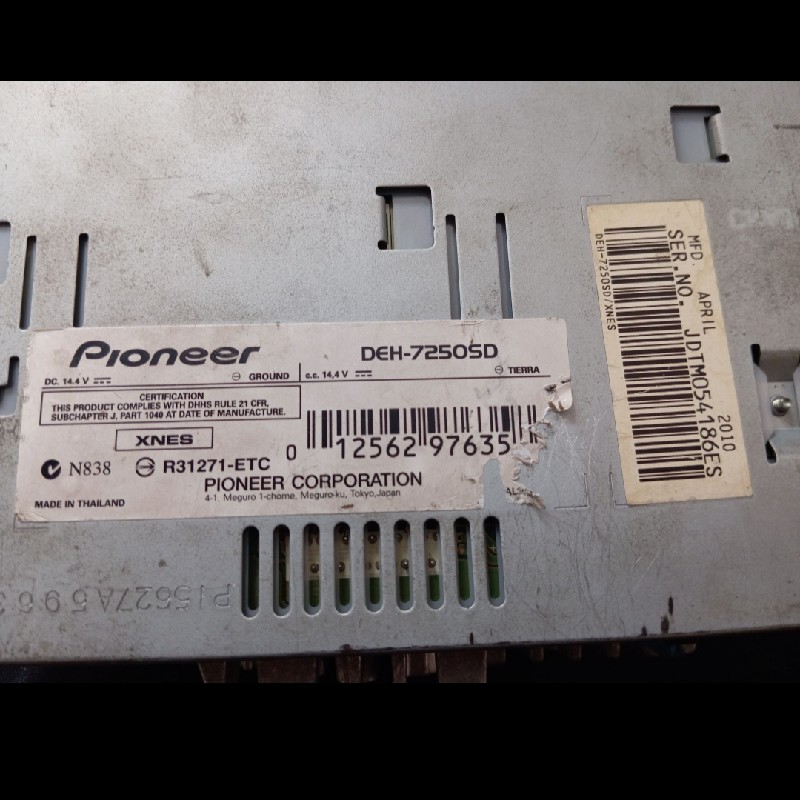 Pioneer
DEH-7250SD
DC. 14.4 V
GROUND
c.c. 14.4 V
TIERRA
CERTIFICATION
THIS PRODUCT COMPLIES WITH DHHS RULE 21 CFR,
SUBCHAPTER J, PART 1040 AT DATE OF MANUFACTURE.
XNES
N838
R31271-ETC
0 12562 97635
PIONEER CORPORATION
4-1, Meguro 1-chome, Meguro-ku, Tokyo, Japan
MADE IN THAILAND
MFD. APRIL 2010
SER.NO. JDTM054186ES
DEH-7250SD/XNES